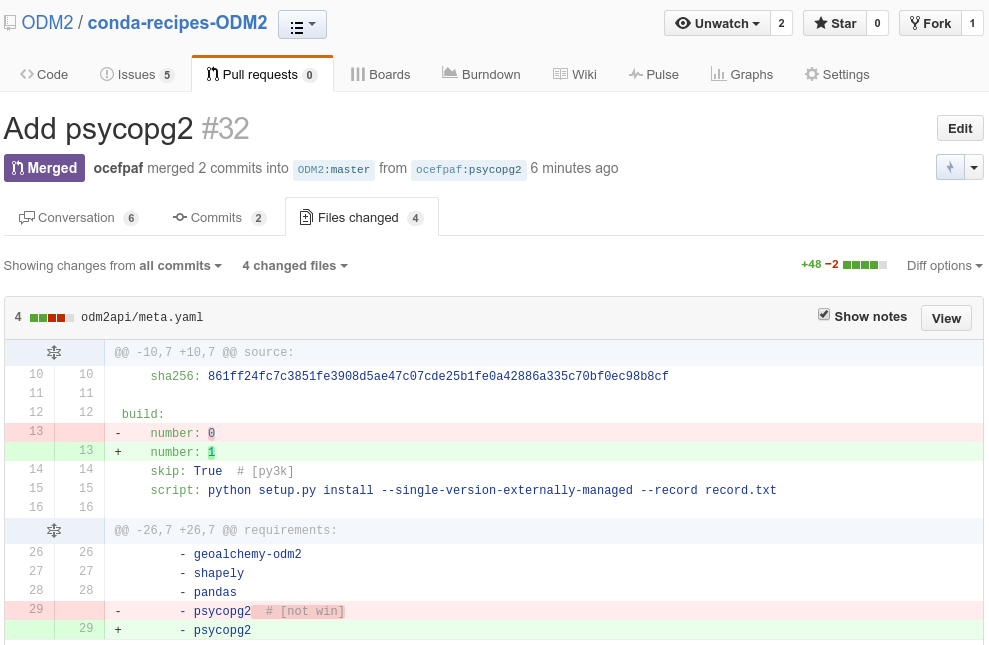 ODM2 / conda-recipes-ODM2 Unwatch 2 Star 0 Fork 1
Code Issues 5 Pull requests 0 Boards Burndown Wiki Pulse Graphs Settings
Add psycopg2 #32 Edit
Merged ocefpaf merged 2 commits into ODM2:master from ocefpaf:psycopg2 6 minutes ago
Conversation 6 Commits 2 Files changed 4
Showing changes from all commits 4 changed files +48 −2 Diff options
4 odm2api/meta.yaml Show notes View
@@ -10,7 +10,7 @@ source:
10 10 sha256: 861ff24fc7c3851fe3908d5ae47c07cde25b1fe0a42886a335c70bf0ec98b8cf
11 11
12 12 build:
13 - number: 0
13 + number: 1
14 14 skip: True # [py3k]
15 15 script: python setup.py install --single-version-externally-managed --record record.txt
16 16
@@ -26,7 +26,7 @@ requirements:
26 26 - geoalchemy-odm2
27 27 - shapely
28 28 - pandas
29 - - psycopg2 # [not win]
29 + - psycopg2